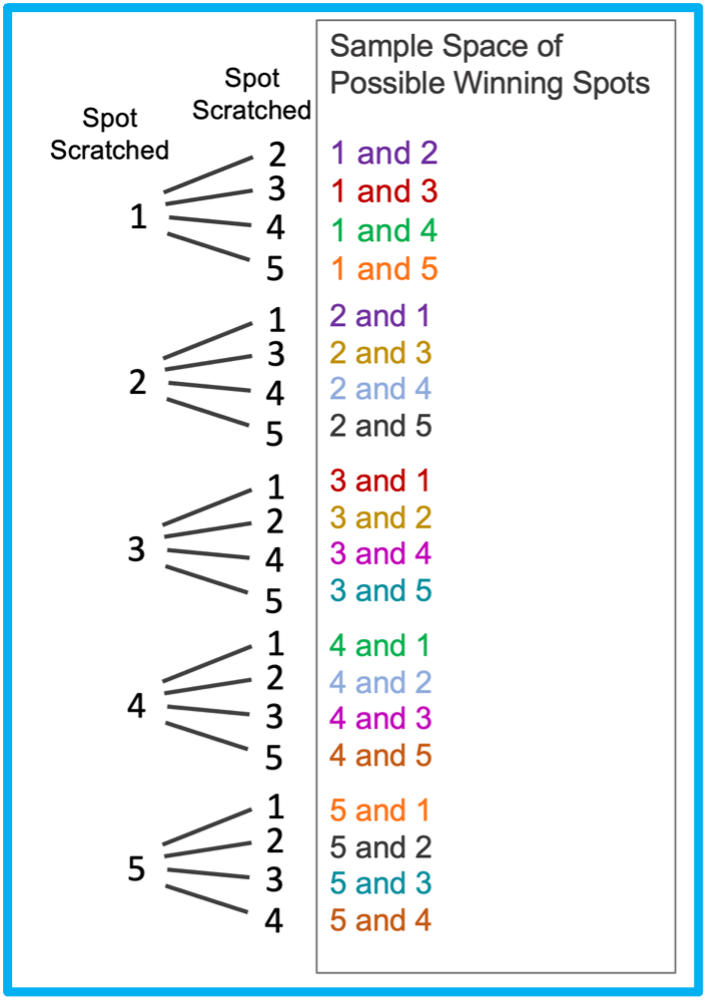 Sample Space of
Possible Winning Spots
Spot
Scratched
Spot
Scratched
1
2 1 and 2
3 1 and 3
4 1 and 4
5 1 and 5
2
1 2 and 1
3 2 and 3
4 2 and 4
5 2 and 5
3
1 3 and 1
2 3 and 2
4 3 and 4
5 3 and 5
4
1 4 and 1
2 4 and 2
3 4 and 3
5 4 and 5
5
1 5 and 1
2 5 and 2
3 5 and 3
4 5 and 4